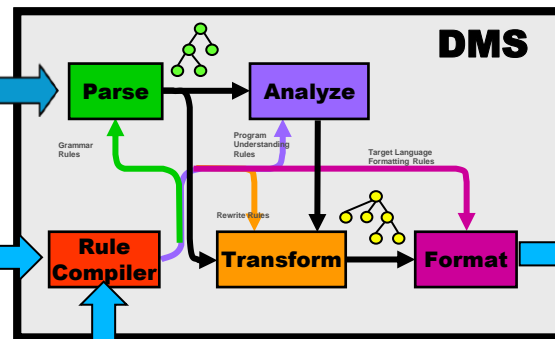 DMS
Parse
Analyze
Grammar
Rules
Program
Understanding
Rules
Target Language
Formatting Rules
Rewrite Rules
Rule
Compiler
Transform
Format